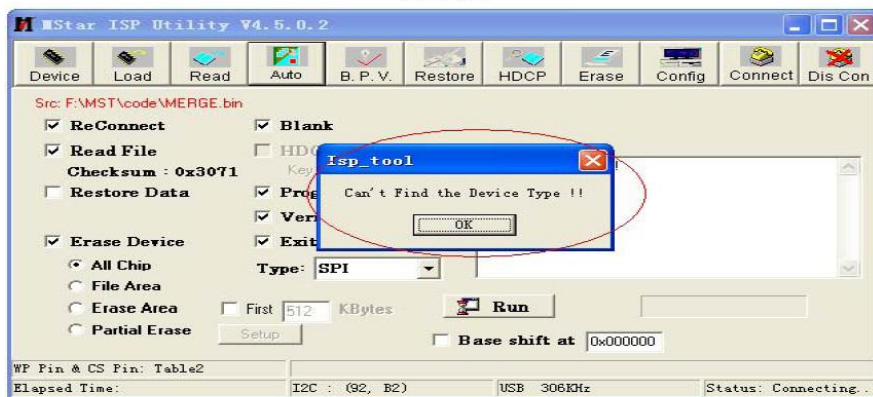 MStar ISP Utility V4.5.0.2
Device Load Read Auto B.P.V. Restore HDCP Erase Config Connect Dis Con
Src: F:\MST\code\MERGE.bin
ReConnect Blank
Read File
Isp_tool
Checksum : 0x3071 Key
Can't Find the Device Type !!
Restore Data
OK
Erase Device Exit
All Chip Type: SPI
File Area
Erase Area First 512 KBytes Run
Partial Erase Setup Base shift at 0x000000
WP Pin & CS Pin: Table2
Elapsed Time: I2C : (92, B2) USB 306KHz Status: Connecting..